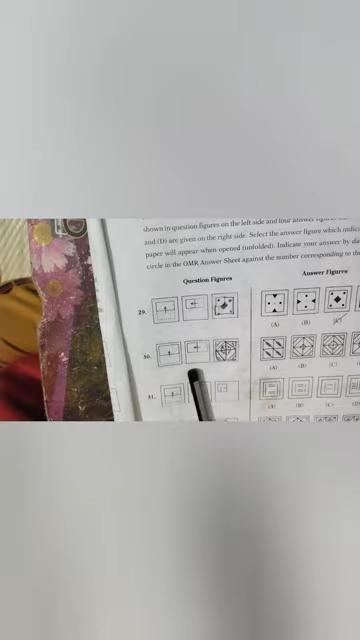 shown in question figures on the left side and four answer figures
and (D) are given on the right side. Select the answer figure which
paper will appear when opened (unfolded). Indicate your answer by
circle in the OMR Answer Sheet against the number corresponding to the
Question Figures
Answer Figures
29.
(A) (B) (C)
30.
(A) (B) (C)
31.
(A) (B) (C) (D)